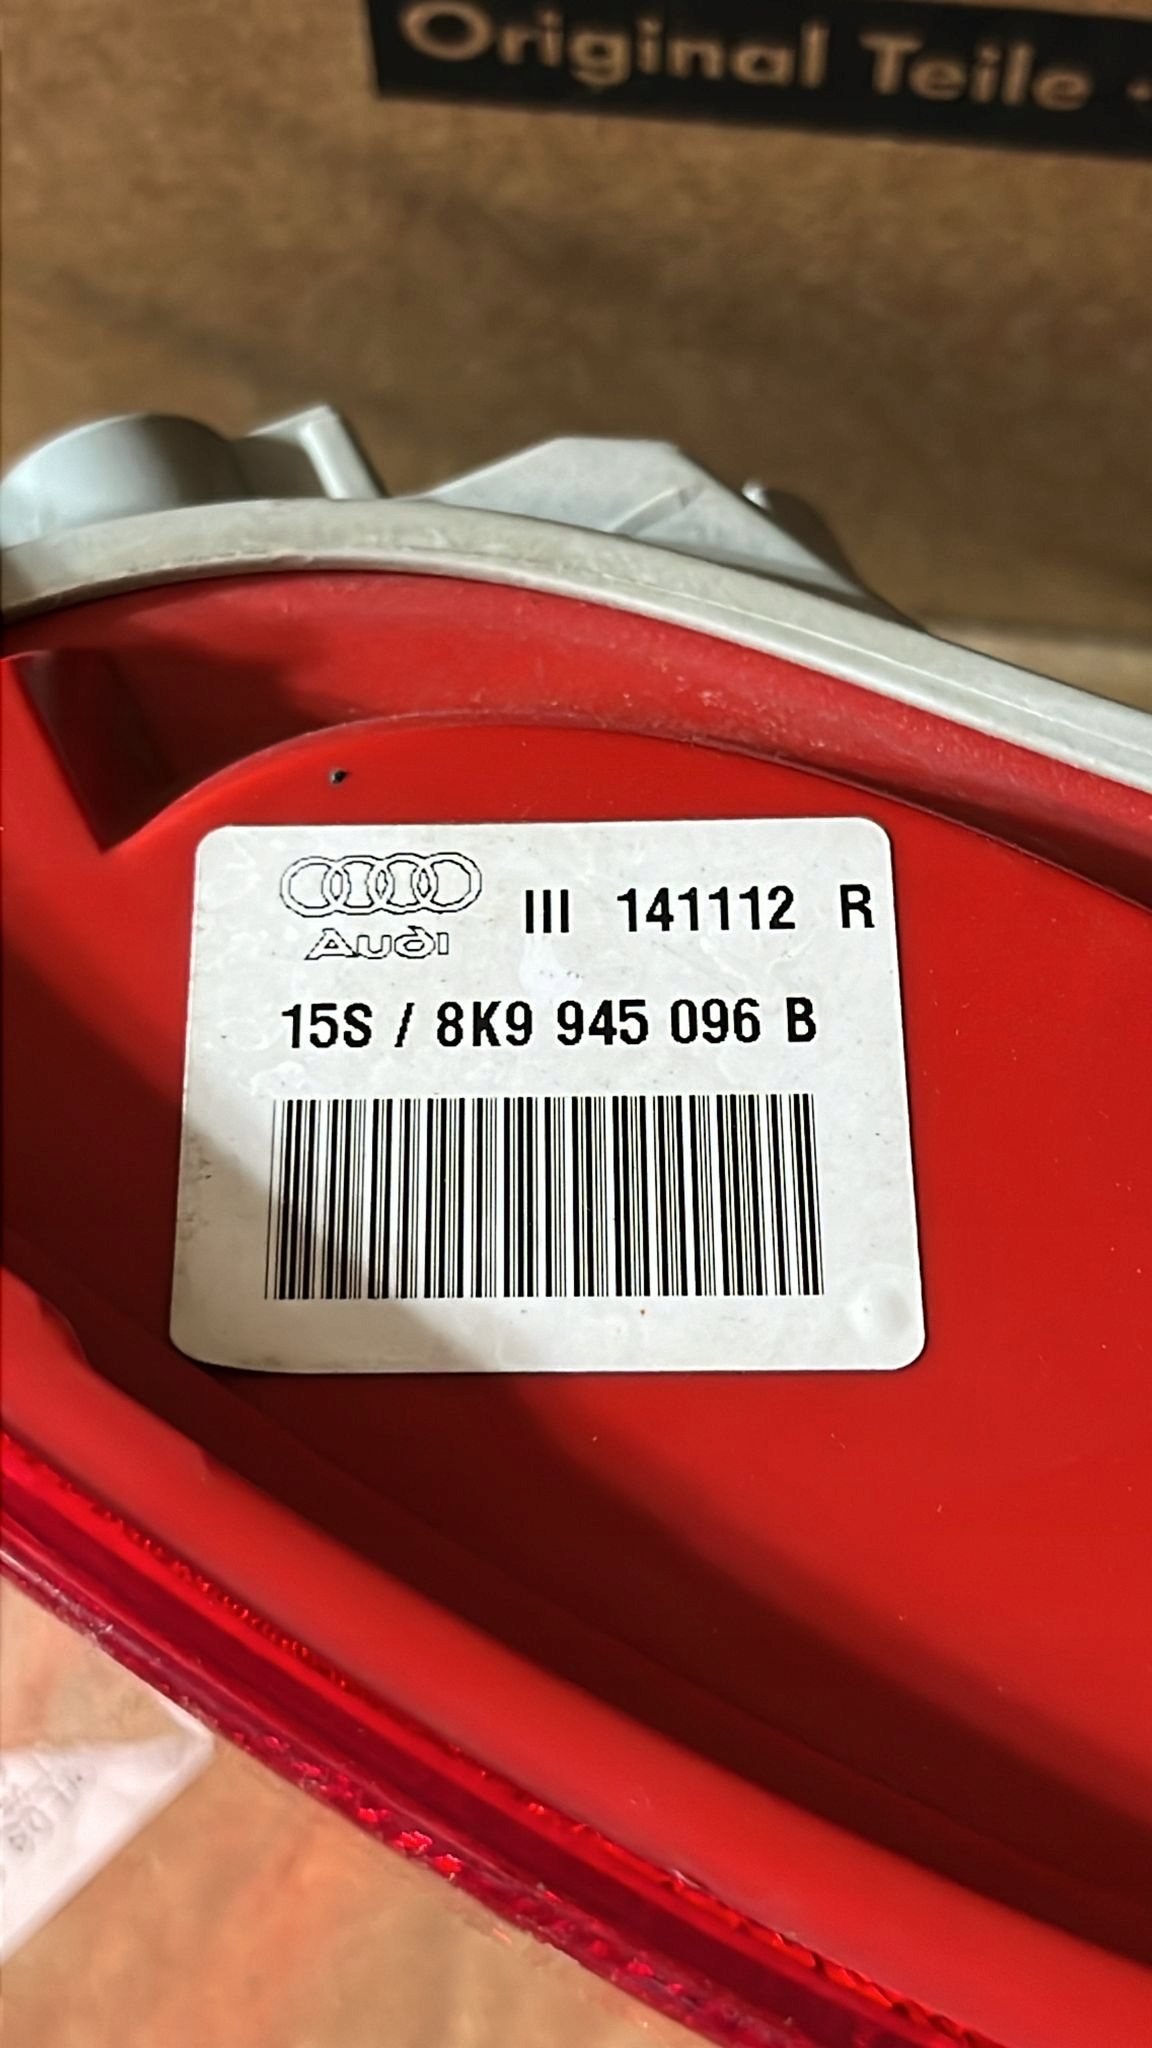 Original Teile
Audi
III 141112 R
15S / 8K9 945 096 B